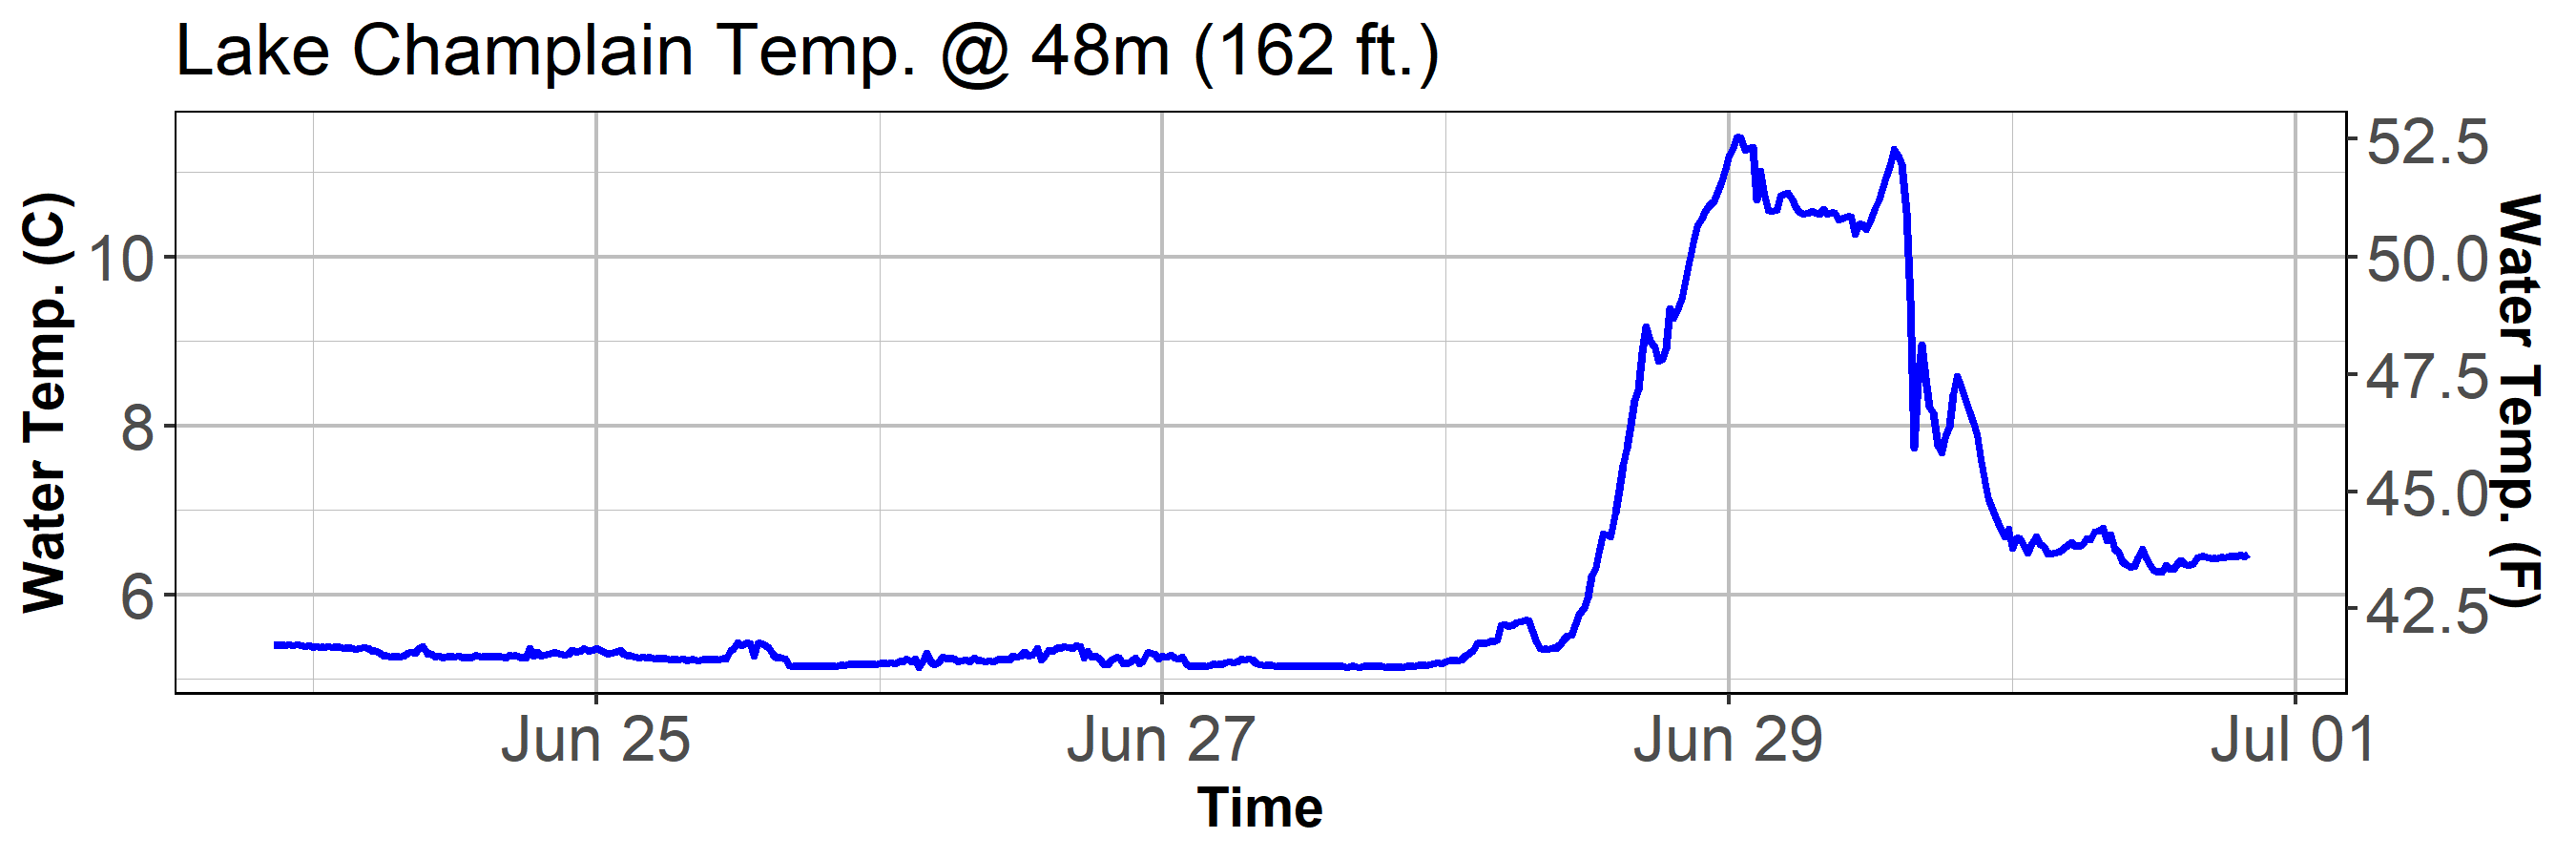 Lake Champlain Temp. @ 48m (162 ft.)
Water Temp. (C)
10
8
6
52.5
50.0
47.5
45.0
42.5
Water Temp. (F)
Jun 25
Jun 27
Jun 29
Jul 01
Time